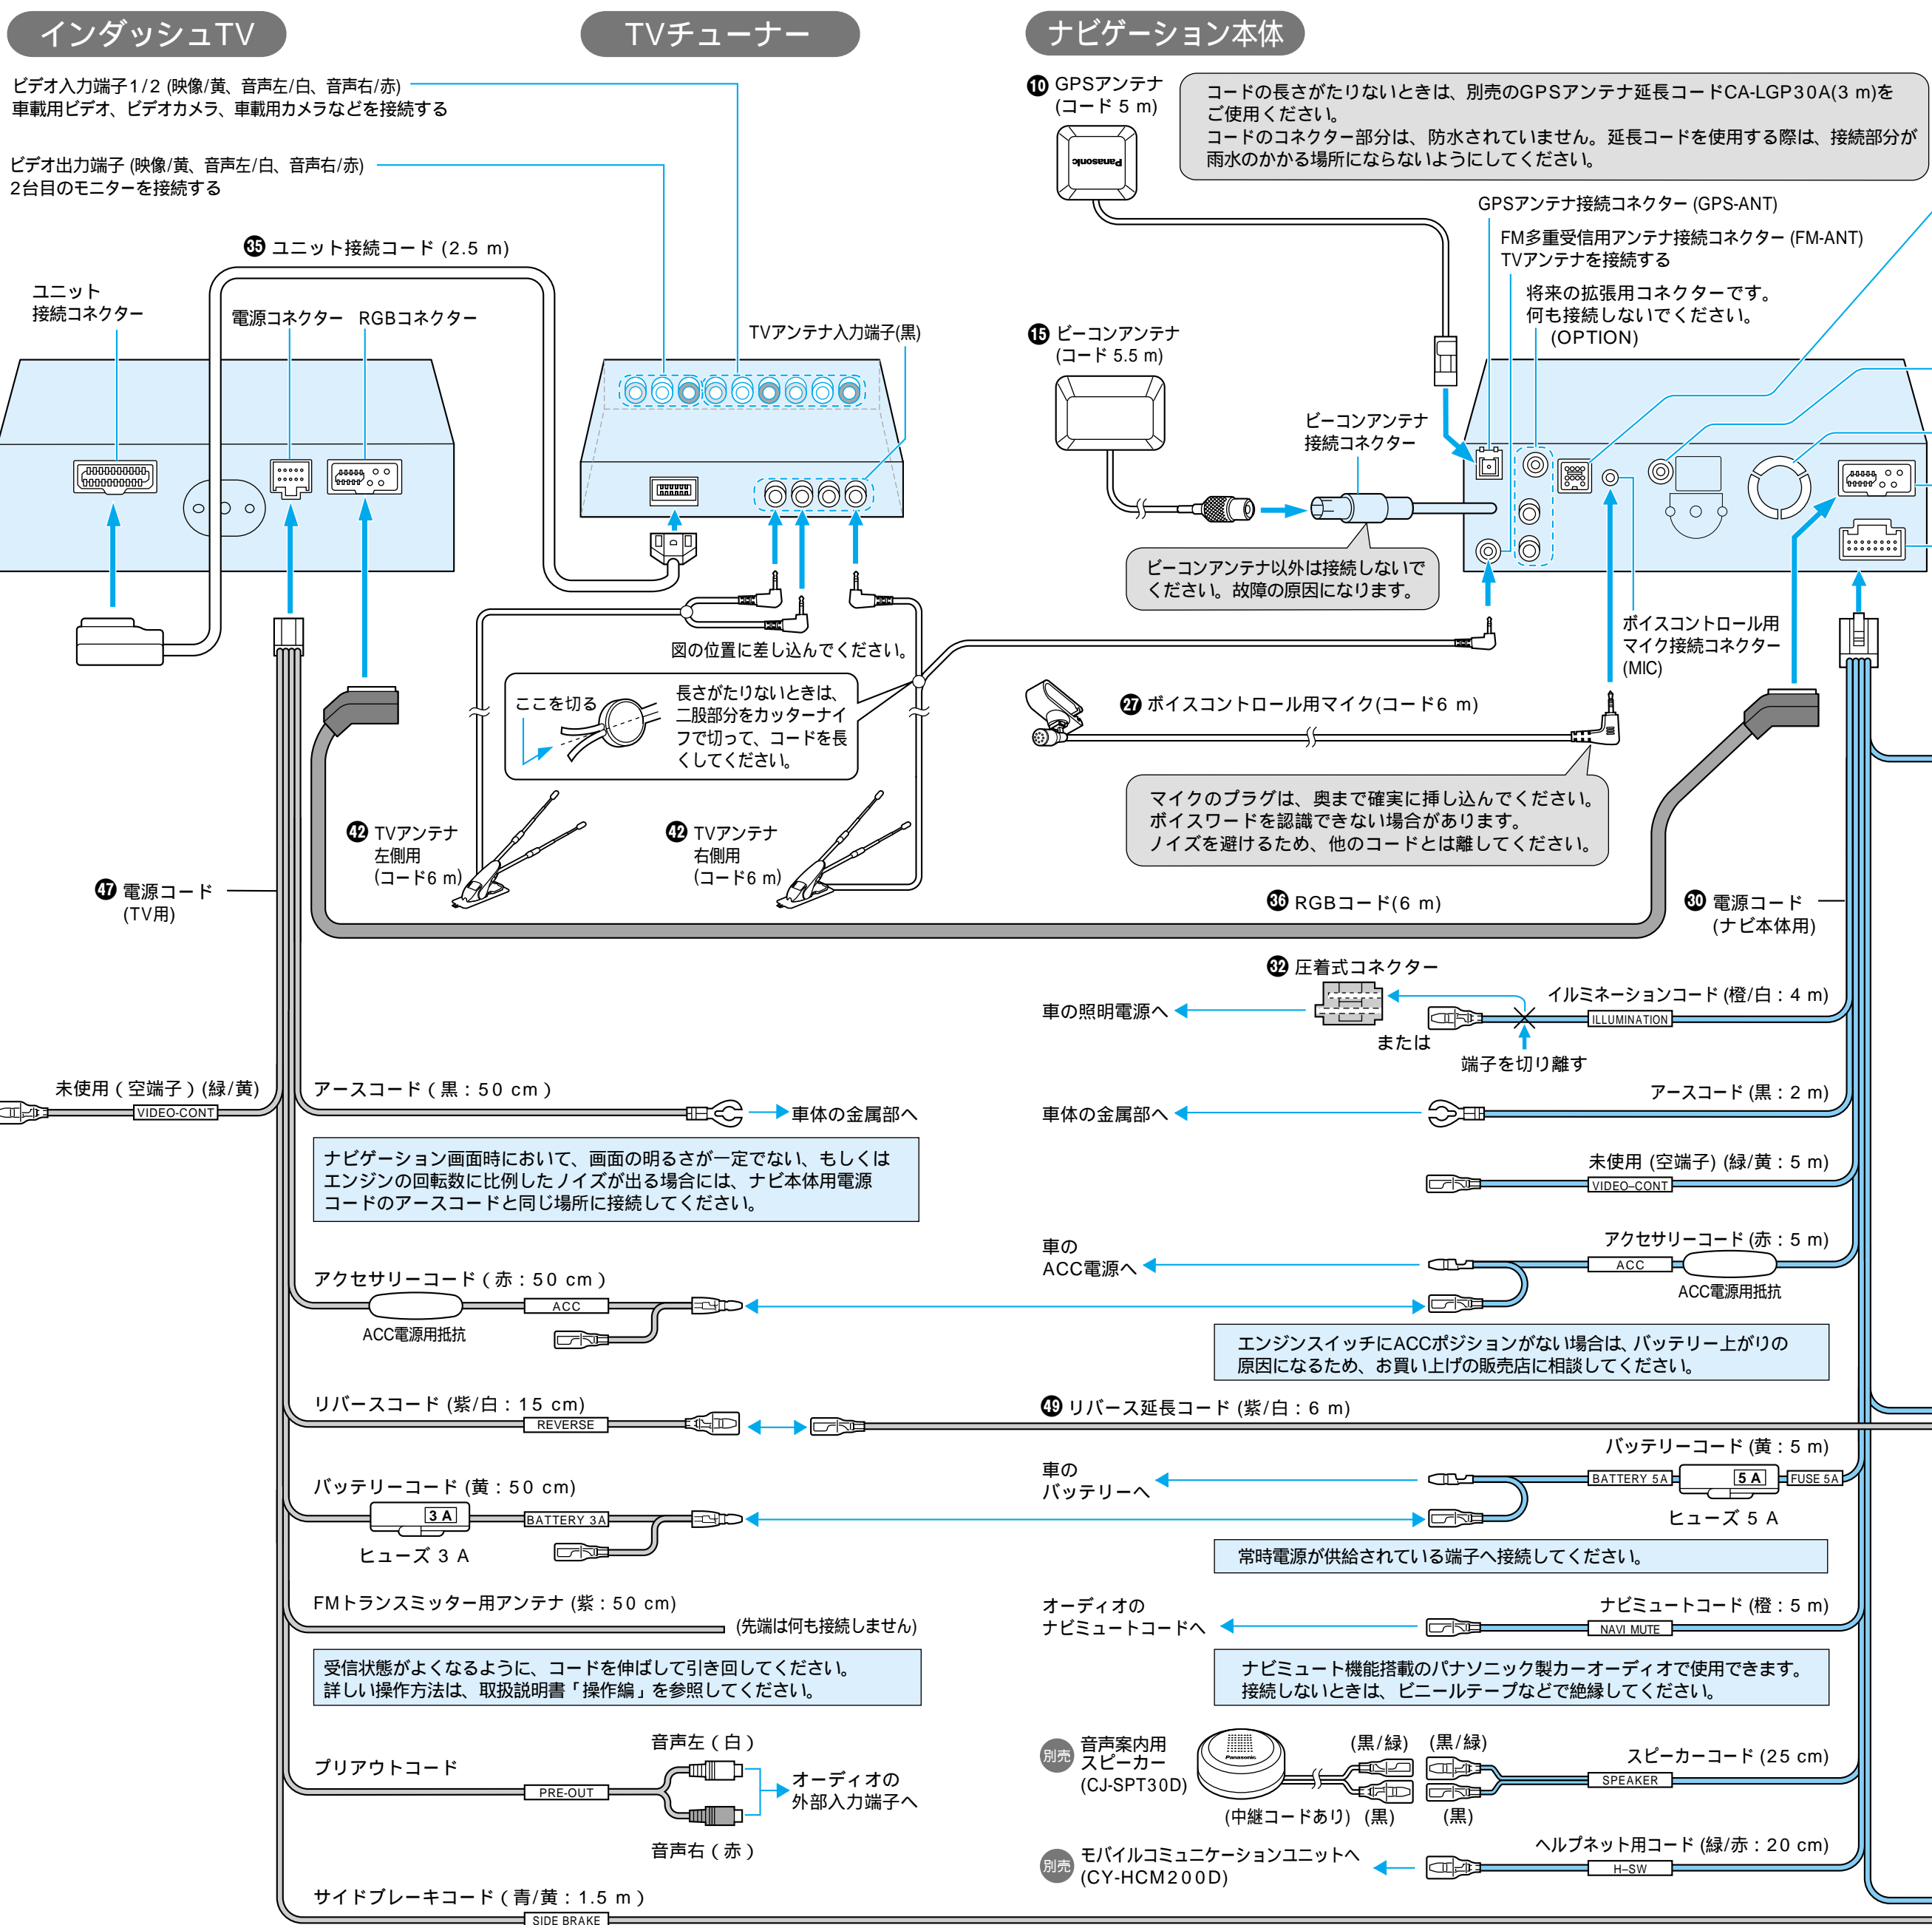 インダッシュTV
TVチューナー
ナビゲーション本体
ビデオ入力端子1/2 (映像/黄、音声左/白、音声右/赤)
車載用ビデオ、ビデオカメラ、車載用カメラなどを接続する
ビデオ出力端子 (映像/黄、音声左/白、音声右/赤)
2台目のモニターを接続する
35 ユニット接続コード (2.5 m)
ユニット
接続コネクター
電源コネクター
RGBコネクター
TVアンテナ入力端子(黒)
10 GPSアンテナ
(コード 5 m)
Panasonic
コードの長さがたりないときは、別売のGPSアンテナ延長コードCA-LGP30A(3 m)を
ご使用ください。
コードのコネクター部分は、防水されていません。延長コードを使用する際は、接続部分が
雨水のかかる場所にならないようにしてください。
GPSアンテナ接続コネクター (GPS-ANT)
FM多重受信用アンテナ接続コネクター (FM-ANT)
TVアンテナを接続する
将来の拡張用コネクターです。
何も接続しないでください。
(OPTION)
15 ビーコンアンテナ
(コード 5.5 m)
ビーコンアンテナ
接続コネクター
ビーコンアンテナ以外は接続しないで
ください。故障の原因になります。
ボイスコントロール用
マイク接続コネクター
(MIC)
図の位置に差し込んでください。
ここを切る
長さがたりないときは、
二股部分をカッターナイ
フで切って、コードを長
くしてください。
27 ボイスコントロール用マイク(コード6 m)
マイクのプラグは、奥まで確実に挿し込んでください。
ボイスワードを認識できない場合があります。
ノイズを避けるため、他のコードとは離してください。
42 TVアンテナ
左側用
(コード6 m)
42 TVアンテナ
右側用
(コード6 m)
47 電源コード
(TV用)
36 RGBコード(6 m)
30 電源コード
(ナビ本体用)
32 圧着式コネクター
車の照明電源へ
または
イルミネーションコード (橙/白：4 m)
ILLUMINATION
端子を切り離す
未使用（空端子）(緑/黄)
VIDEO-CONT
アースコード（黒：50 cm）
車体の金属部へ
車体の金属部へ
アースコード (黒：2 m)
ナビゲーション画面時において、画面の明るさが一定でない、もしくは
エンジンの回転数に比例したノイズが出る場合には、ナビ本体用電源
コードのアースコードと同じ場所に接続してください。
未使用 (空端子) (緑/黄：5 m)
VIDEO–CONT
車の
ACC電源へ
アクセサリーコード (赤：5 m)
ACC
ACC電源用抵抗
アクセサリーコード（赤：50 cm）
ACC
ACC電源用抵抗
エンジンスイッチにACCポジションがない場合は、バッテリー上がりの
原因になるため、お買い上げの販売店に相談してください。
リバースコード (紫/白：15 cm)
REVERSE
49 リバース延長コード (紫/白：6 m)
バッテリーコード (黄：50 cm)
3 A
BATTERY 3A
ヒューズ 3 A
車の
バッテリーへ
バッテリーコード (黄：5 m)
BATTERY 5A
5 A
FUSE 5A
ヒューズ 5 A
常時電源が供給されている端子へ接続してください。
FMトランスミッター用アンテナ (紫：50 cm)
(先端は何も接続しません)
受信状態がよくなるように、コードを伸ばして引き回してください。
詳しい操作方法は、取扱説明書「操作編」を参照してください。
オーディオの
ナビミュートコードへ
ナビミュートコード (橙：5 m)
NAVI MUTE
ナビミュート機能搭載のパナソニック製カーオーディオで使用できます。
接続しないときは、ビニールテープなどで絶縁してください。
プリアウトコード
PRE-OUT
音声左（白）
音声右（赤）
オーディオの
外部入力端子へ
別売 音声案内用
スピーカー
(CJ-SPT30D)
Panasonic
(中継コードあり)
(黒/緑)
(黒)
(黒/緑)
(黒)
スピーカーコード (25 cm)
SPEAKER
別売 モバイルコミュニケーションユニットへ
(CY-HCM200D)
ヘルプネット用コード (緑/赤：20 cm)
H–SW
サイドブレーキコード（青/黄：1.5 m）
SIDE BRAKE